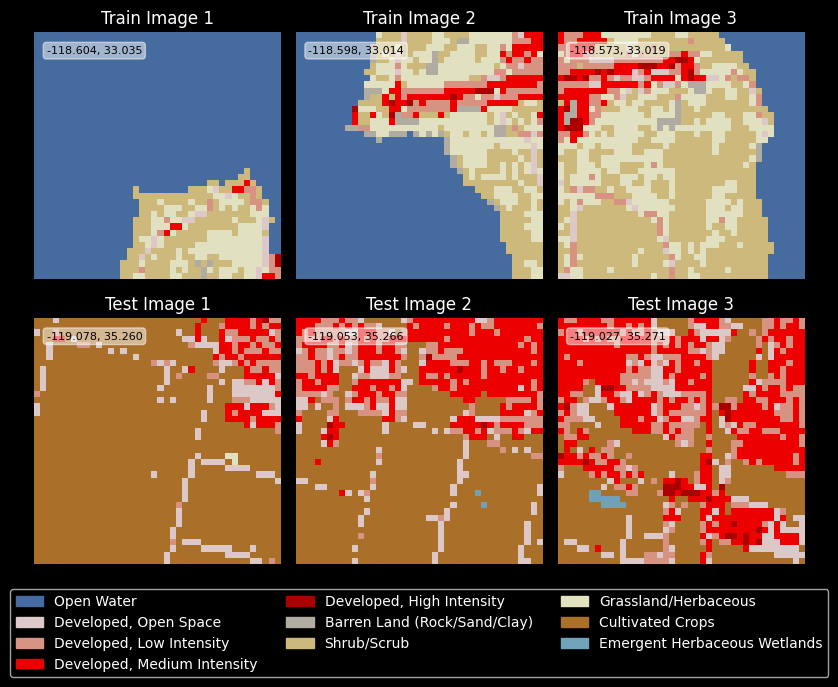 Train Image 1
Train Image 2
Train Image 3
-118.604, 33.035
-118.598, 33.014
-118.573, 33.019
Test Image 1
Test Image 2
Test Image 3
-119.078, 35.260
-119.053, 35.266
-119.027, 35.271
Open Water
Developed, Open Space
Developed, Low Intensity
Developed, Medium Intensity
Developed, High Intensity
Barren Land (Rock/Sand/Clay)
Shrub/Scrub
Grassland/Herbaceous
Cultivated Crops
Emergent Herbaceous Wetlands